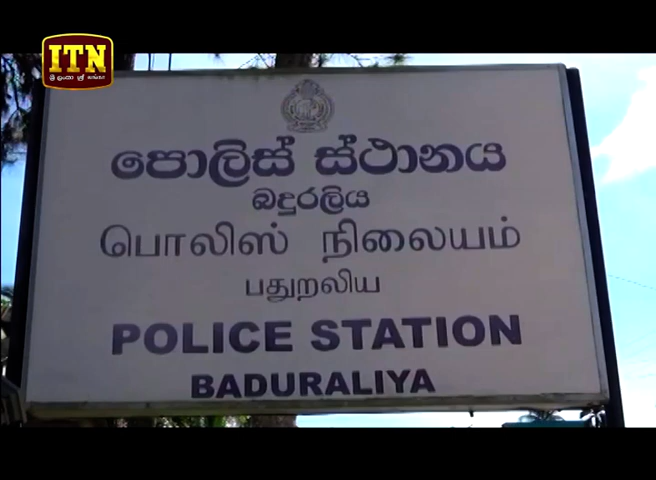 ITN
පොලිස් ස්ථානය
බදුරලිය
பொலிஸ் நிலையம்
பதுறலிய
POLICE STATION
BADURALIYA